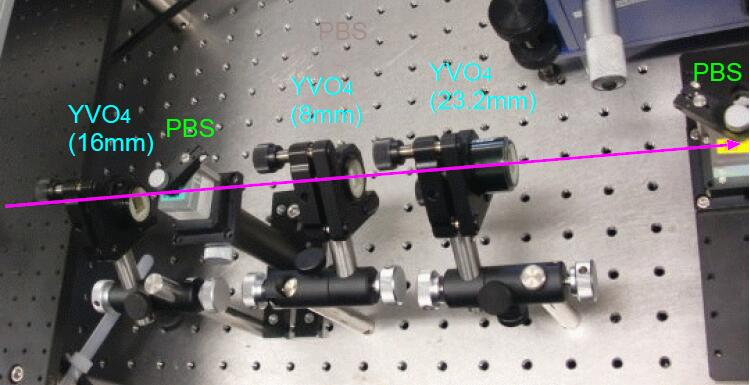 PBS
YVO4
(8mm)
YVO4
(23.2mm)
PBS
YVO4
(16mm)
PBS